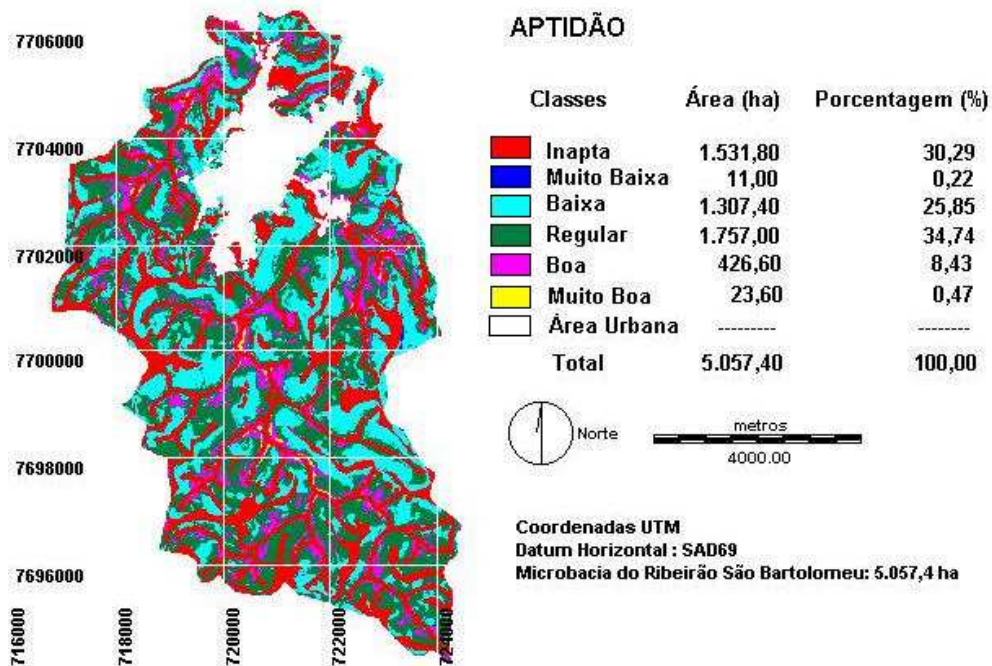 APTIDÃO
Classes Área (ha) Porcentagem (%)
Inapta 1.531,80 30,29
Muito Baixa 11,00 0,22
Baixa 1.307,40 25,85
Regular 1.757,00 34,74
Boa 426,60 8,43
Muito Boa 23,60 0,47
Área Urbana --------- --------
Total 5.057,40 100,00
Norte
metros
4000.00
Coordenadas UTM
Datum Horizontal : SAD69
Microbacia do Ribeirão São Bartolomeu: 5.057,4 ha
7706000
7704000
7702000
7700000
7698000
7696000
716000
718000
720000
722000
724000